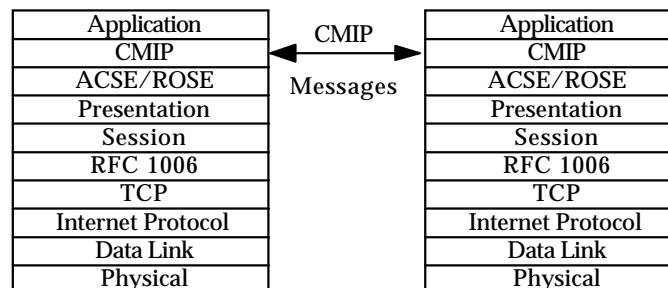 Application
CMIP
ACSE/ROSE
Presentation
Session
RFC 1006
TCP
Internet Protocol
Data Link
Physical
CMIP
Messages
Application
CMIP
ACSE/ROSE
Presentation
Session
RFC 1006
TCP
Internet Protocol
Data Link
Physical